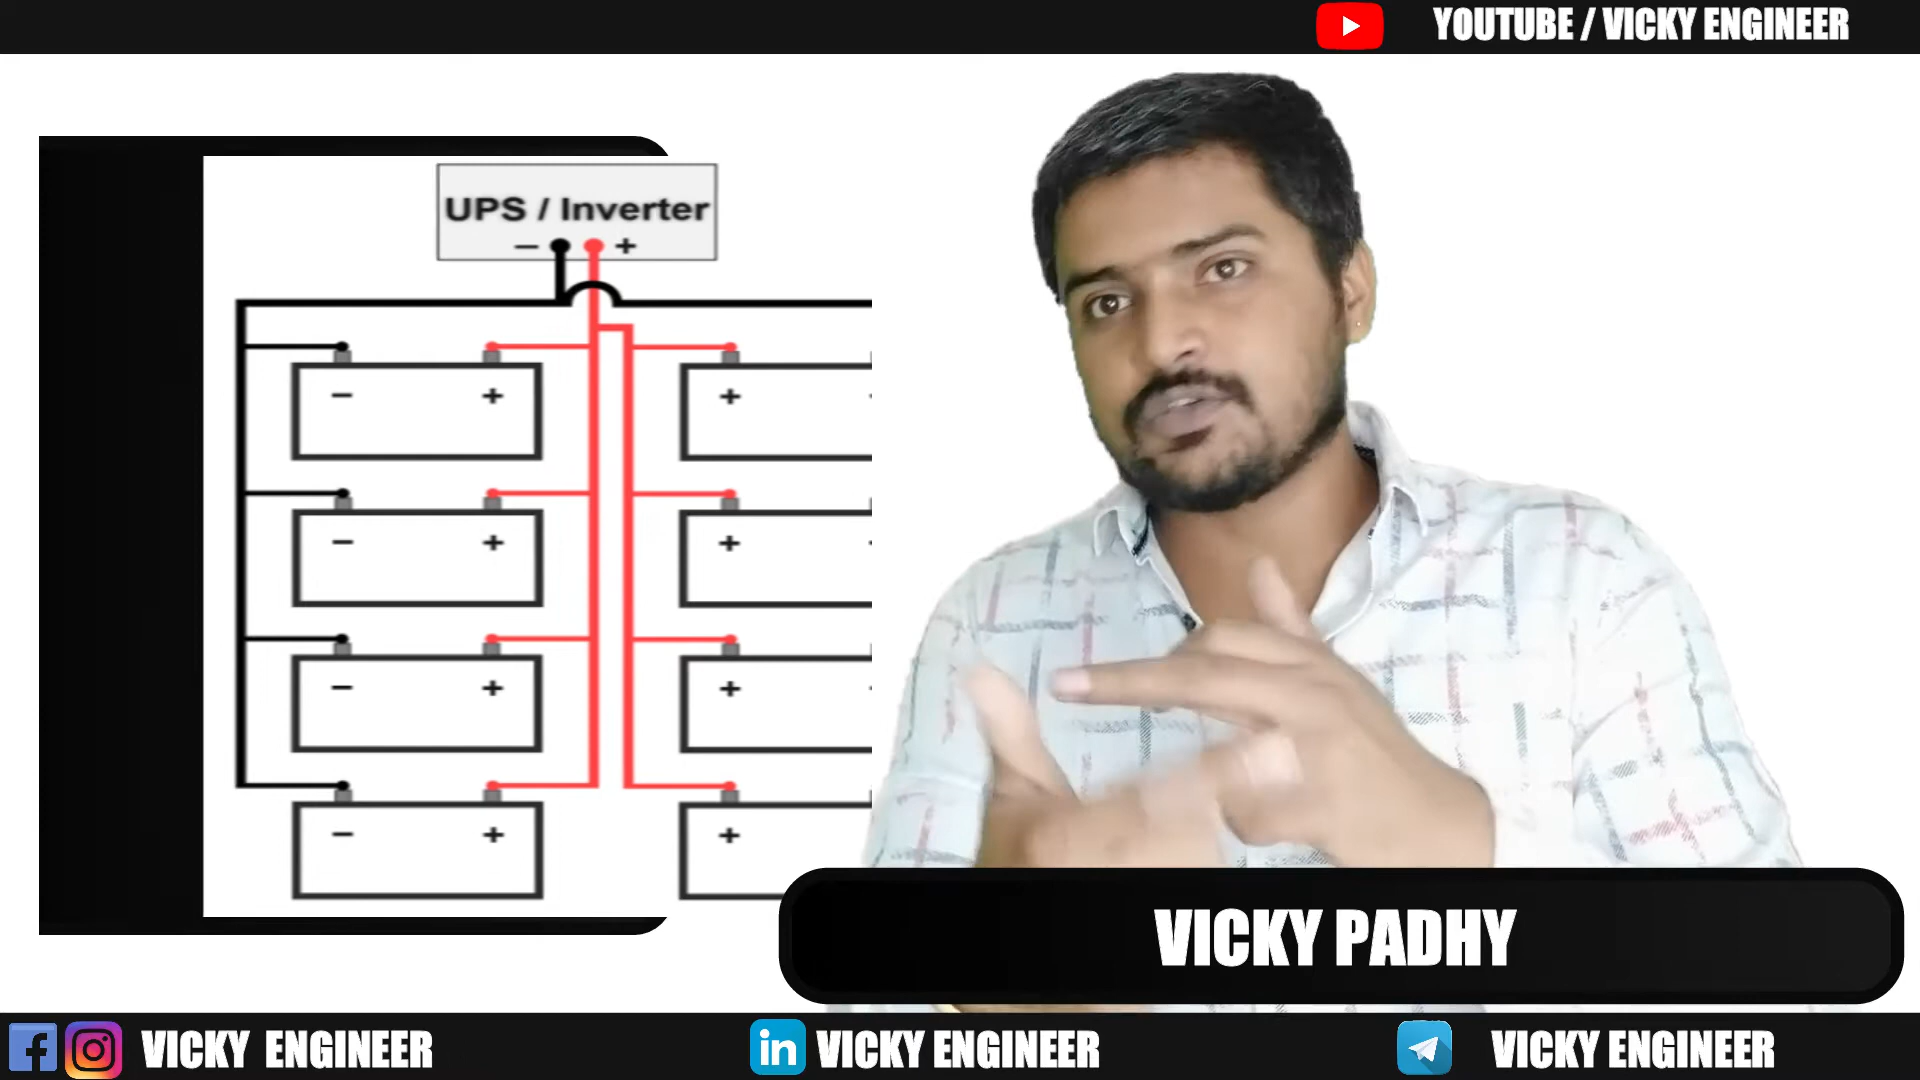 YOUTUBE / VICKY ENGINEER
UPS / Inverter
– +
– + +
– + +
– + +
– + +
VICKY PADHY
VICKY ENGINEER
VICKY ENGINEER
VICKY ENGINEER